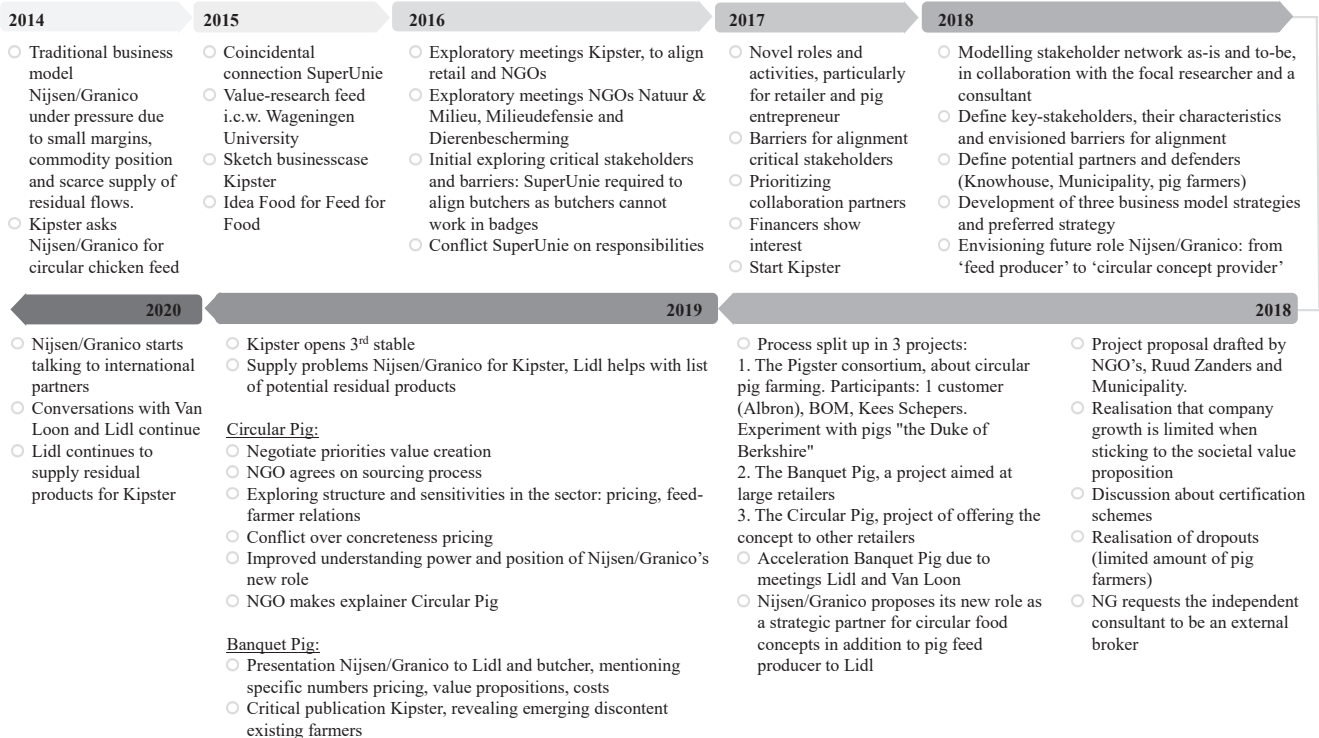 2014
Traditional business
model
Nijsen/Granico
under pressure due
to small margins,
commodity position
and scarce supply of
residual flows.
Kipster asks
Nijsen/Granico for
circular chicken feed
2015
Coincidental
connection SuperUnie
Value-research feed
i.c.w. Wageningen
University
Sketch businesscase
Kipster
Idea Food for Feed for
Food
2016
Exploratory meetings Kipster, to align
retail and NGOs
Exploratory meetings NGOs Natuur &
Milieu, Milieudefensie and
Dierenbescherming
Initial exploring critical stakeholders
and barriers: SuperUnie required to
align butchers as butchers cannot
work in badges
Conflict SuperUnie on responsibilities
2017
Novel roles and
activities, particularly
for retailer and pig
entrepreneur
Barriers for alignment
critical stakeholders
Prioritizing
collaboration partners
Financers show
interest
Start Kipster
2018
Modelling stakeholder network as-is and to-be,
in collaboration with the focal researcher and a
consultant
Define key-stakeholders, their characteristics
and envisioned barriers for alignment
Define potential partners and defenders
(Knowhouse, Municipality, pig farmers)
Development of three business model strategies
and preferred strategy
Envisioning future role Nijsen/Granico: from
‘feed producer’ to ‘circular concept provider’
2018
Project proposal drafted by
NGO’s, Ruud Zanders and
Municipality.
Realisation that company
growth is limited when
sticking to the societal value
proposition
Discussion about certification
schemes
Realisation of dropouts
(limited amount of pig
farmers)
NG requests the independent
consultant to be an external
broker
Process split up in 3 projects:
1. The Pigster consortium, about circular
pig farming. Participants: 1 customer
(Albron), BOM, Kees Schepers.
Experiment with pigs "the Duke of
Berkshire"
2. The Banquet Pig, a project aimed at
large retailers
3. The Circular Pig, project of offering the
concept to other retailers
Acceleration Banquet Pig due to
meetings Lidl and Van Loon
Nijsen/Granico proposes its new role as
a strategic partner for circular food
concepts in addition to pig feed
producer to Lidl
2019
Kipster opens 3rd stable
Supply problems Nijsen/Granico for Kipster, Lidl helps with list
of potential residual products
Circular Pig:
Negotiate priorities value creation
NGO agrees on sourcing process
Exploring structure and sensitivities in the sector: pricing, feed-
farmer relations
Conflict over concreteness pricing
Improved understanding power and position of Nijsen/Granico’s
new role
NGO makes explainer Circular Pig
Banquet Pig:
Presentation Nijsen/Granico to Lidl and butcher, mentioning
specific numbers pricing, value propositions, costs
Critical publication Kipster, revealing emerging discontent
existing farmers
2020
Nijsen/Granico starts
talking to international
partners
Conversations with Van
Loon and Lidl continue
Lidl continues to
supply residual
products for Kipster